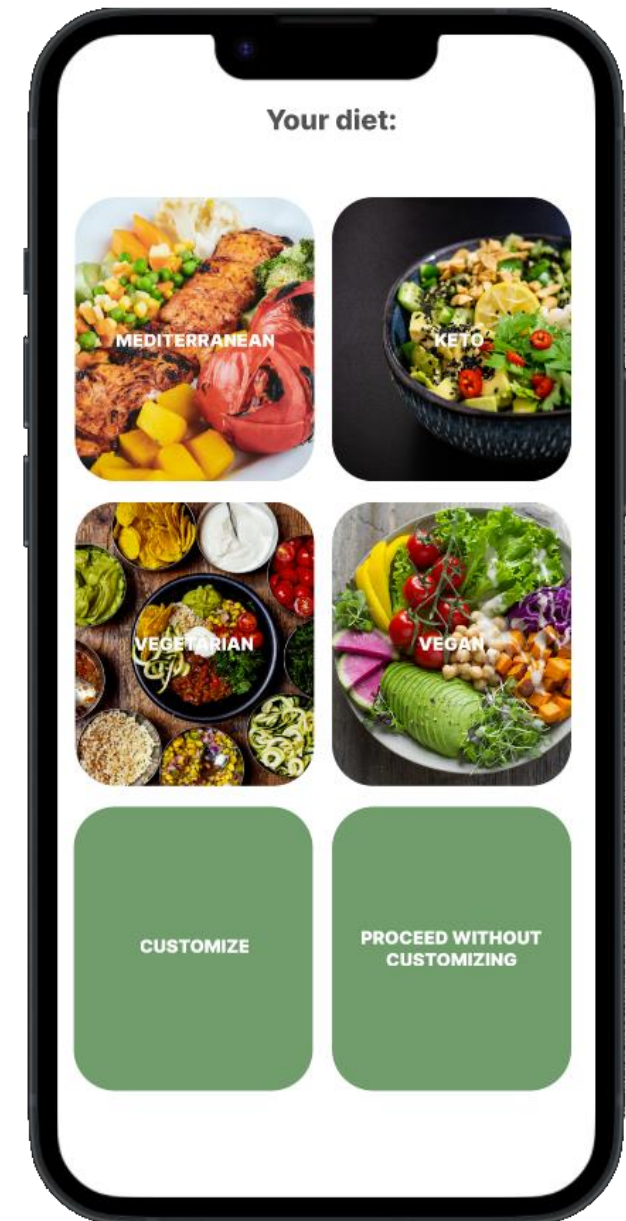 Your diet:
MEDITERRANEAN
KETO
VEGETARIAN
VEGAN
CUSTOMIZE
PROCEED WITHOUT
CUSTOMIZING